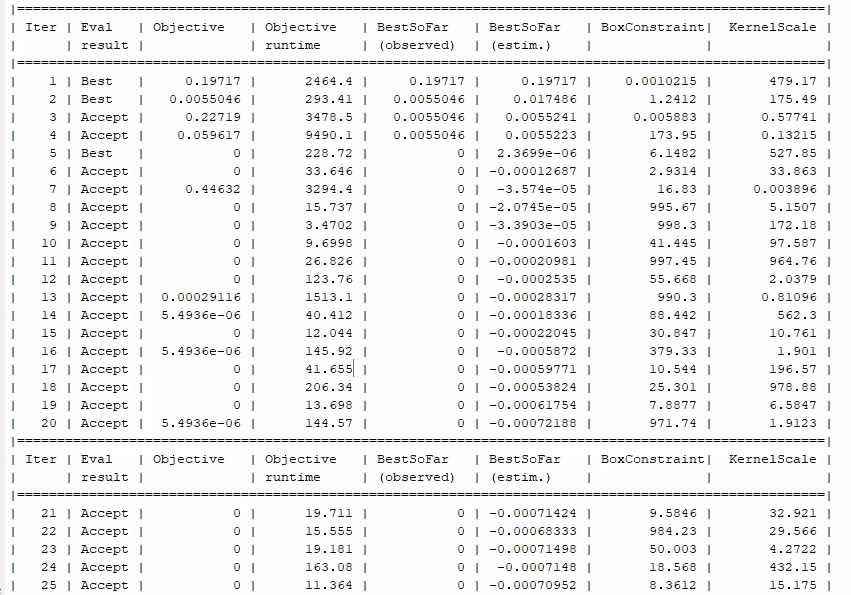 |====================================================================================================|
| Iter | Eval | Objective | Objective | BestSoFar | BestSoFar | BoxConstraint| KernelScale |
| | result | | runtime | (observed) | (estim.) | | |
|====================================================================================================|
| 1 | Best | 0.19717 | 2464.4 | 0.19717 | 0.19717 | 0.0010215 | 479.17 |
| 2 | Best | 0.0055046 | 293.41 | 0.0055046 | 0.017486 | 1.2412 | 175.49 |
| 3 | Accept | 0.22719 | 3478.5 | 0.0055046 | 0.0055241 | 0.005883 | 0.57741 |
| 4 | Accept | 0.059617 | 9490.1 | 0.0055046 | 0.0055223 | 173.95 | 0.13215 |
| 5 | Best | 0 | 228.72 | 0 | 2.3699e-06 | 6.1482 | 527.85 |
| 6 | Accept | 0 | 33.646 | 0 | -0.00012687 | 2.9314 | 33.863 |
| 7 | Accept | 0.44632 | 3294.4 | 0 | -3.574e-05 | 16.83 | 0.003896 |
| 8 | Accept | 0 | 15.737 | 0 | -2.0745e-05 | 995.67 | 5.1507 |
| 9 | Accept | 0 | 3.4702 | 0 | -3.3903e-05 | 998.3 | 172.18 |
| 10 | Accept | 0 | 9.6998 | 0 | -0.0001603 | 41.445 | 97.587 |
| 11 | Accept | 0 | 26.826 | 0 | -0.00020981 | 997.45 | 964.76 |
| 12 | Accept | 0 | 123.76 | 0 | -0.0002535 | 55.668 | 2.0379 |
| 13 | Accept | 0.00029116 | 1513.1 | 0 | -0.00028317 | 990.3 | 0.81096 |
| 14 | Accept | 5.4936e-06 | 40.412 | 0 | -0.00018336 | 88.442 | 562.3 |
| 15 | Accept | 0 | 12.044 | 0 | -0.00022045 | 30.847 | 10.761 |
| 16 | Accept | 5.4936e-06 | 145.92 | 0 | -0.0005872 | 379.33 | 1.901 |
| 17 | Accept | 0 | 41.655 | 0 | -0.00059771 | 10.544 | 196.57 |
| 18 | Accept | 0 | 206.34 | 0 | -0.00053824 | 25.301 | 978.88 |
| 19 | Accept | 0 | 13.698 | 0 | -0.00061754 | 7.8877 | 6.5847 |
| 20 | Accept | 5.4936e-06 | 144.57 | 0 | -0.00072188 | 971.74 | 1.9123 |
|====================================================================================================|
| Iter | Eval | Objective | Objective | BestSoFar | BestSoFar | BoxConstraint| KernelScale |
| | result | | runtime | (observed) | (estim.) | | |
|====================================================================================================|
| 21 | Accept | 0 | 19.711 | 0 | -0.00071424 | 9.5846 | 32.921 |
| 22 | Accept | 0 | 15.555 | 0 | -0.00068333 | 984.23 | 29.566 |
| 23 | Accept | 0 | 19.181 | 0 | -0.00071498 | 50.003 | 4.2722 |
| 24 | Accept | 0 | 163.08 | 0 | -0.0007148 | 18.568 | 432.15 |
| 25 | Accept | 0 | 11.364 | 0 | -0.00070952 | 8.3612 | 15.175 |